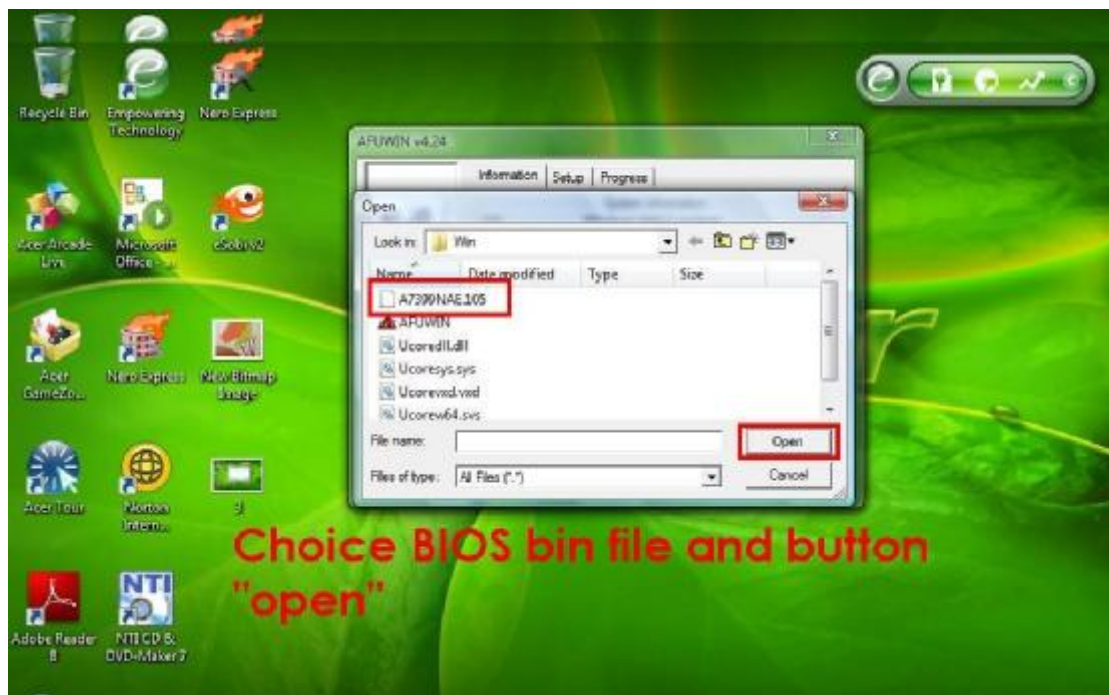 Recycle Bin
Empowering Technology
Nero Express
Acer Arcade Live
Microsoft Office - ...
eSobi v2
Acer GameZo...
Nero Express
New Bitmap Image
Acer Tour
Norton Intern...
Adobe Reader 8
NTI CD & DVD-Maker 7
NTI
AFUWIN v4.24
Information Setup Progress
Open
Look in: Win
Name Date modified Type Size
A7399NAE.105
AFUWIN
Ucoredll.dll
Ucoresys.sys
Ucorevxd.vxd
Ucorew64.sys
File name: Open
Files of type: All Files (*.*) Cancel
Choice BIOS bin file and button
"open"